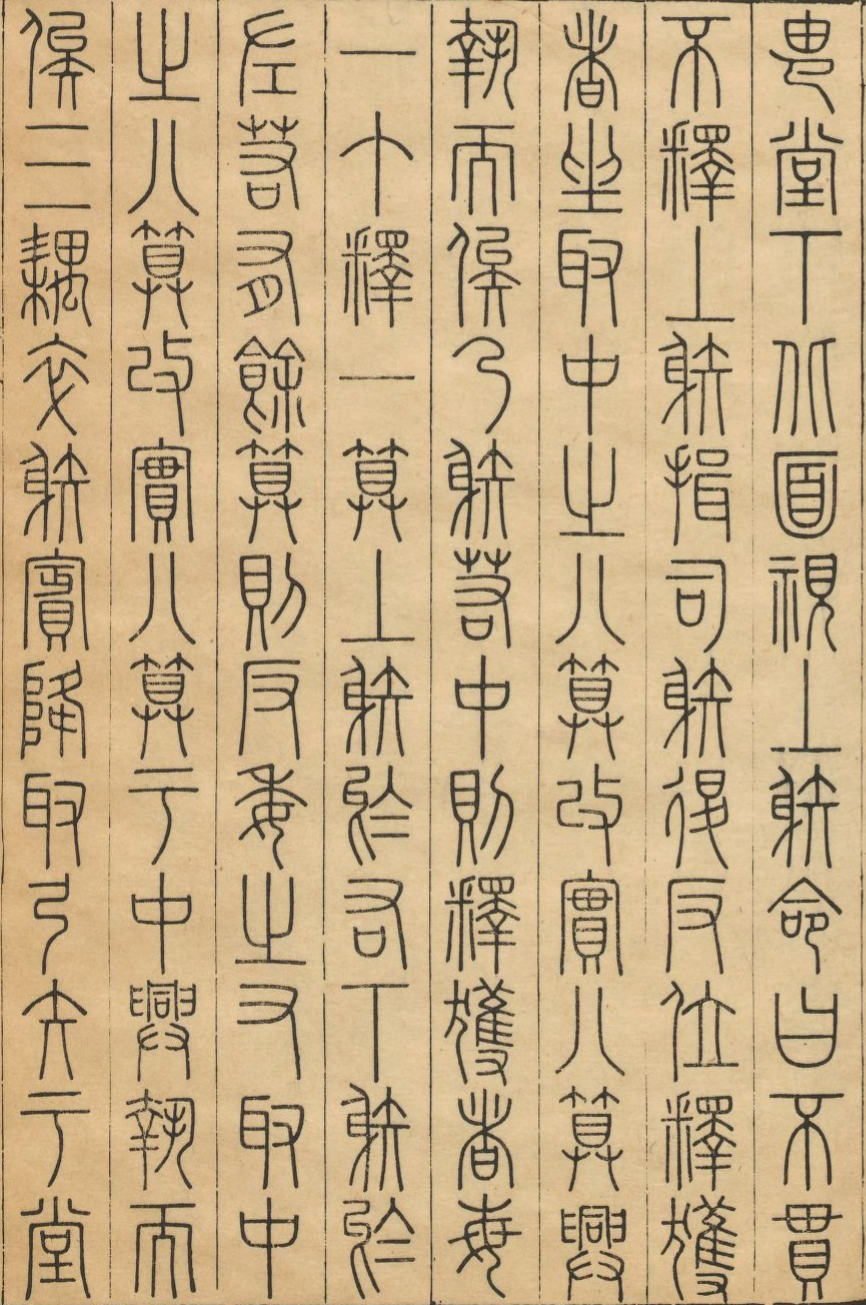 由堂下北面視上射命曰不貫
不釋上射揖司射退反位釋獲
者坐取中之八算改實八算興
執而俟乃射若中則釋獲者每
一个釋一算上射於右下射於
左若有餘算則反委之又取中
之八算改實八算于中興執而
俟三耦卒射賓降取弓矢于堂